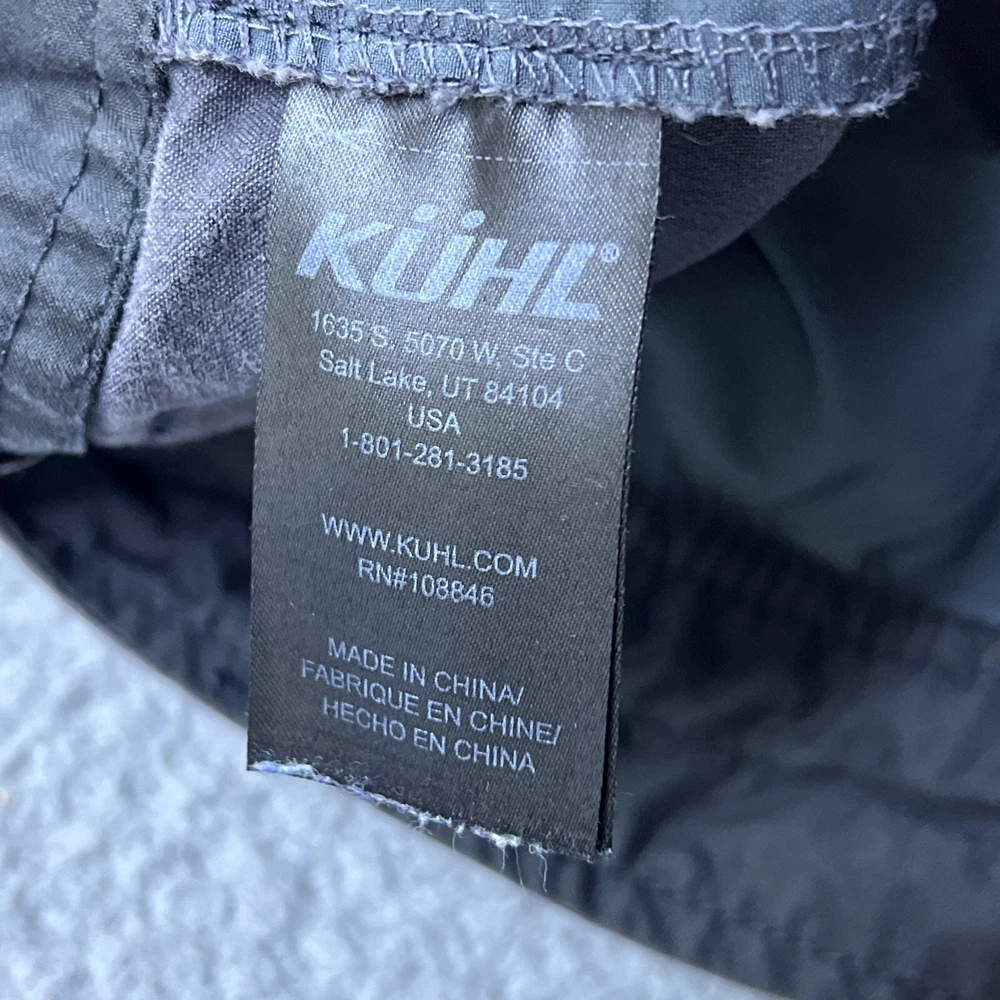 KÜHL®
1635 S. 5070 W, Ste C
Salt Lake, UT 84104
USA
1-801-281-3185
WWW.KUHL.COM
RN#108846
MADE IN CHINA/
FABRIQUE EN CHINE/
HECHO EN CHINA